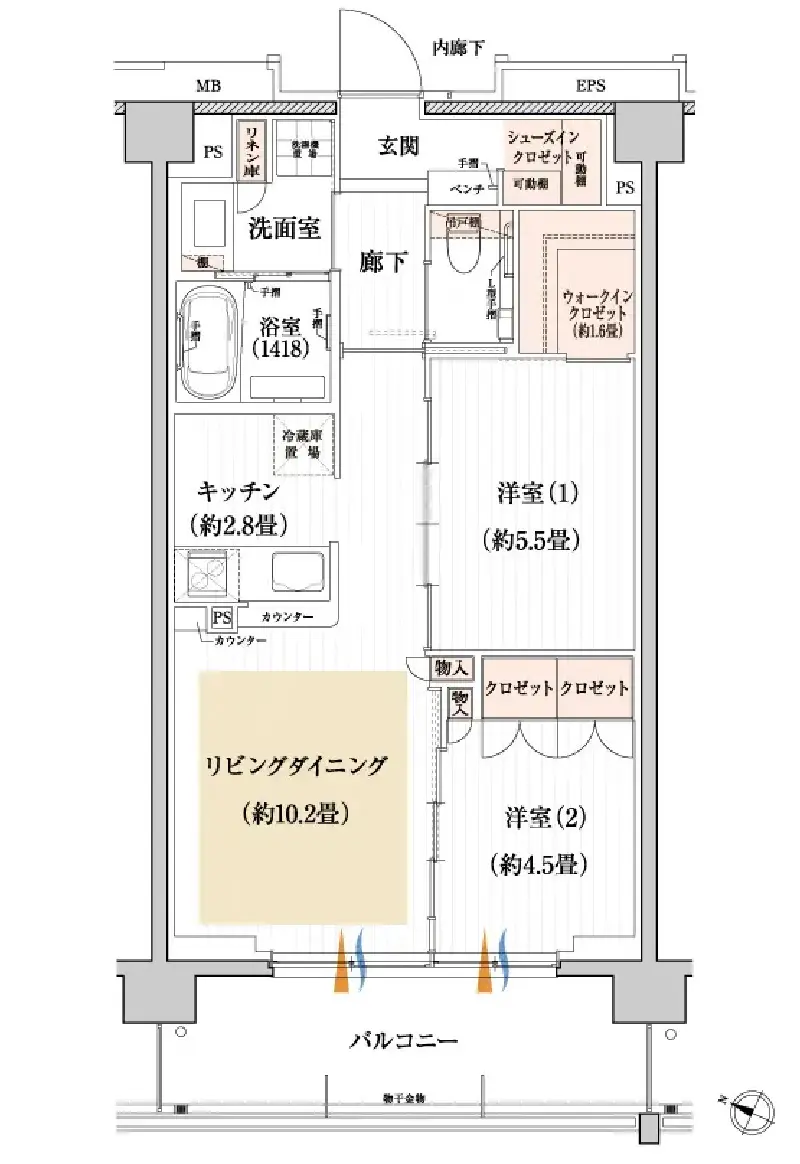 内廊下
MB
EPS
PS
リネン庫
洗濯機
置場
玄関
シューズイン
クロゼット
可動棚
可動棚
手摺
ベンチ
PS
洗面室
棚
廊下
吊戸棚
L型手摺
ウォークイン
クロゼット
(約1.6畳)
手摺
手摺
手摺
浴室
(1418)
冷蔵庫
置場
キッチン
(約2.8畳)
洋室(1)
(約5.5畳)
PS
カウンター
カウンター
物入
物入
クロゼット
クロゼット
リビングダイニング
(約10.2畳)
洋室(2)
(約4.5畳)
バルコニー
物干金物
N